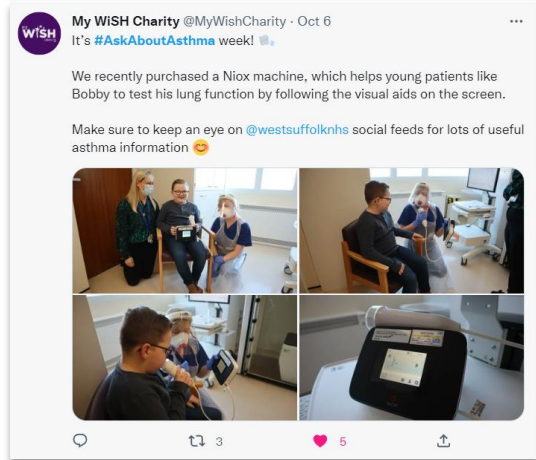 My WiSH Charity @MyWishCharity · Oct 6
It's #AskAboutAsthma week!
We recently purchased a Niox machine, which helps young patients like
Bobby to test his lung function by following the visual aids on the screen.
Make sure to keep an eye on @westsuffolknhs social feeds for lots of useful
asthma information 😊
WiSH
3
5